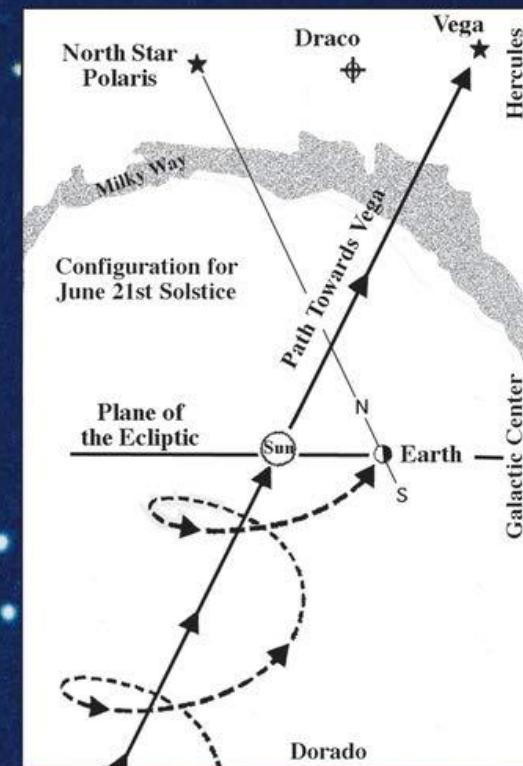 Vega
Draco
North Star
Polaris
Hercules
Milky Way
Path Towards Vega
Configuration for
June 21st Solstice
Plane of
the Ecliptic
Sun
N
Earth
S
Galactic Center
Dorado